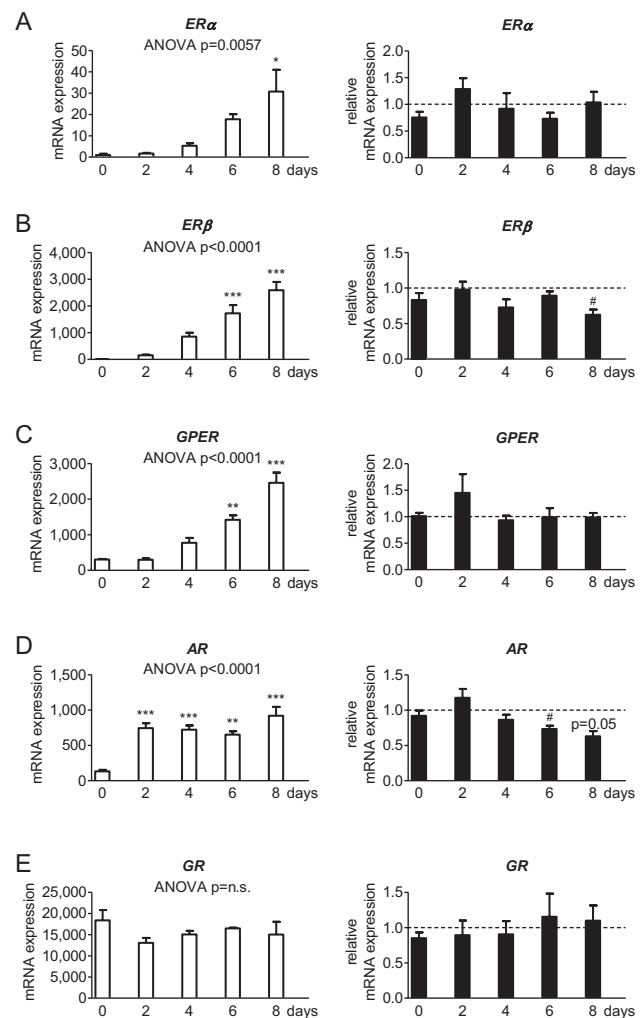 A
ERα
ANOVA p=0.0057
mRNA expression
50
40
30
20
10
0
*
0 2 4 6 8 days
ERα
relative
mRNA expression
2.0
1.5
1.0
0.5
0.0
0 2 4 6 8 days
B
ERβ
ANOVA p<0.0001
mRNA expression
4,000
3,000
2,000
1,000
0
*** ***
0 2 4 6 8 days
ERβ
relative
mRNA expression
1.5
1.0
0.5
0.0
#
0 2 4 6 8 days
C
GPER
ANOVA p<0.0001
mRNA expression
3,000
2,000
1,000
0
** ***
0 2 4 6 8 days
GPER
relative
mRNA expression
2.0
1.5
1.0
0.5
0.0
0 2 4 6 8 days
D
AR
ANOVA p<0.0001
mRNA expression
1,500
1,000
500
0
*** *** ** ***
0 2 4 6 8 days
AR
relative
mRNA expression
1.5
1.0
0.5
0.0
# p=0.05
0 2 4 6 8 days
E
GR
ANOVA p=n.s.
mRNA expression
25,000
20,000
15,000
10,000
5,000
0
0 2 4 6 8 days
GR
relative
mRNA expression
1.5
1.0
0.5
0.0
0 2 4 6 8 days